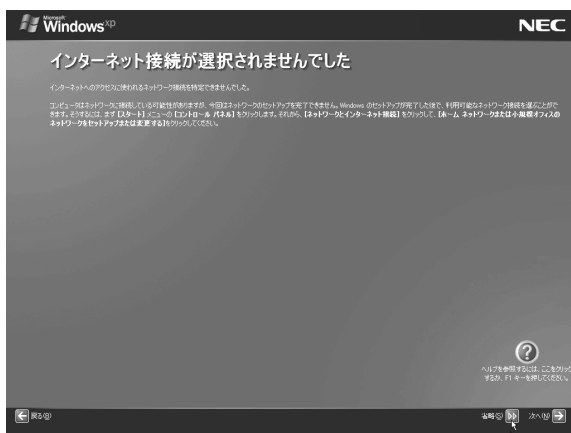 Microsoft
Windows xp
NEC
インターネット接続が選択されませんでした
インターネットへのアクセスに使われるネットワーク接続を特定できませんでした。
コンピュータはネットワークに接続している可能性がありますが、今回はネットワークのセットアップを完了できません。Windows のセットアップが完了した後で、利用可能なネットワーク接続を選ぶことがで
きます。そうするには、まず [スタート] メニューの [コントロール パネル] をクリックします。それから、[ネットワークとインターネット接続] をクリックして、[ホーム ネットワークまたは小規模オフィスの
ネットワークをセットアップまたは変更する]をクリックしてください。
ヘルプを参照するには、ここをクリック
するか、F1 キーを押してください。
戻る(B)
省略(S)
次へ(N)